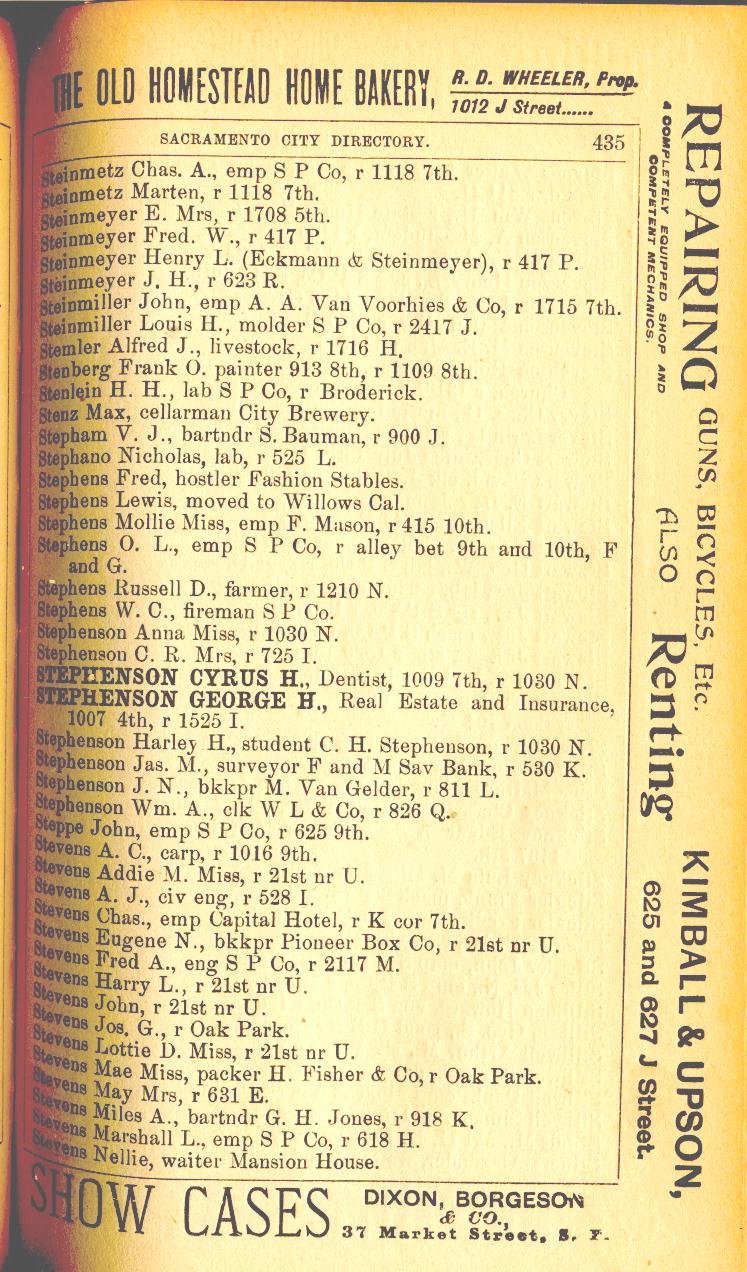 THE OLD HOMESTEAD HOME BAKERY, R. D. WHEELER, Prop.
1012 J Street......
SACRAMENTO CITY DIRECTORY. 435
Steinmetz Chas. A., emp S P Co, r 1118 7th.
Steinmetz Marten, r 1118 7th.
Steinmeyer E. Mrs, r 1708 5th.
Steinmeyer Fred. W., r 417 P.
Steinmeyer Henry L. (Eckmann & Steinmeyer), r 417 P.
Steinmeyer J. H., r 623 R.
Steinmiller John, emp A. A. Van Voorhies & Co, r 1715 7th.
Steinmiller Louis H., molder S P Co, r 2417 J.
Stemler Alfred J., livestock, r 1716 H.
Stenberg Frank O. painter 913 8th, r 1109 8th.
Stenlein H. H., lab S P Co, r Broderick.
Stenz Max, cellarman City Brewery.
Stepham V. J., bartndr S. Bauman, r 900 J.
Stephano Nicholas, lab, r 525 L.
Stephens Fred, hostler Fashion Stables.
Stephens Lewis, moved to Willows Cal.
Stephens Mollie Miss, emp F. Mason, r 415 10th.
Stephens O. L., emp S P Co, r alley bet 9th and 10th, F
and G.
Stephens Russell D., farmer, r 1210 N.
Stephens W. C., fireman S P Co.
Stephenson Anna Miss, r 1030 N.
Stephenson C. R. Mrs, r 725 I.
STEPHENSON CYRUS H., Dentist, 1009 7th, r 1030 N.
STEPHENSON GEORGE H., Real Estate and Insurance,
1007 4th, r 1525 I.
Stephenson Harley H., student C. H. Stephenson, r 1030 N.
Stephenson Jas. M., surveyor F and M Sav Bank, r 530 K.
Stephenson J. N., bkkpr M. Van Gelder, r 811 L.
Stephenson Wm. A., clk W L & Co, r 826 Q.
Steppe John, emp S P Co, r 625 9th.
Stevens A. C., carp, r 1016 9th.
Stevens Addie M. Miss, r 21st nr U.
Stevens A. J., civ eng, r 528 I.
Stevens Chas., emp Capital Hotel, r K cor 7th.
Stevens Eugene N., bkkpr Pioneer Box Co, r 21st nr U.
Stevens Fred A., eng S P Co, r 2117 M.
Stevens Harry L., r 21st nr U.
Stevens John, r 21st nr U.
Stevens Jos. G., r Oak Park.
Stevens Lottie D. Miss, r 21st nr U.
Stevens Mae Miss, packer H. Fisher & Co, r Oak Park.
Stevens May Mrs, r 631 E.
Stevens Miles A., bartndr G. H. Jones, r 918 K.
Stevens Marshall L., emp S P Co, r 618 H.
Stevens Nellie, waiter Mansion House.
SHOW CASES DIXON, BORGESON
& CO.,
37 Market Street, S. F.
REPAIRING GUNS, BICYCLES, Etc.
A COMPLETELY EQUIPPED SHOP AND
COMPETENT MECHANICS.
ALSO Renting
KIMBALL & UPSON,
625 and 627 J Street.